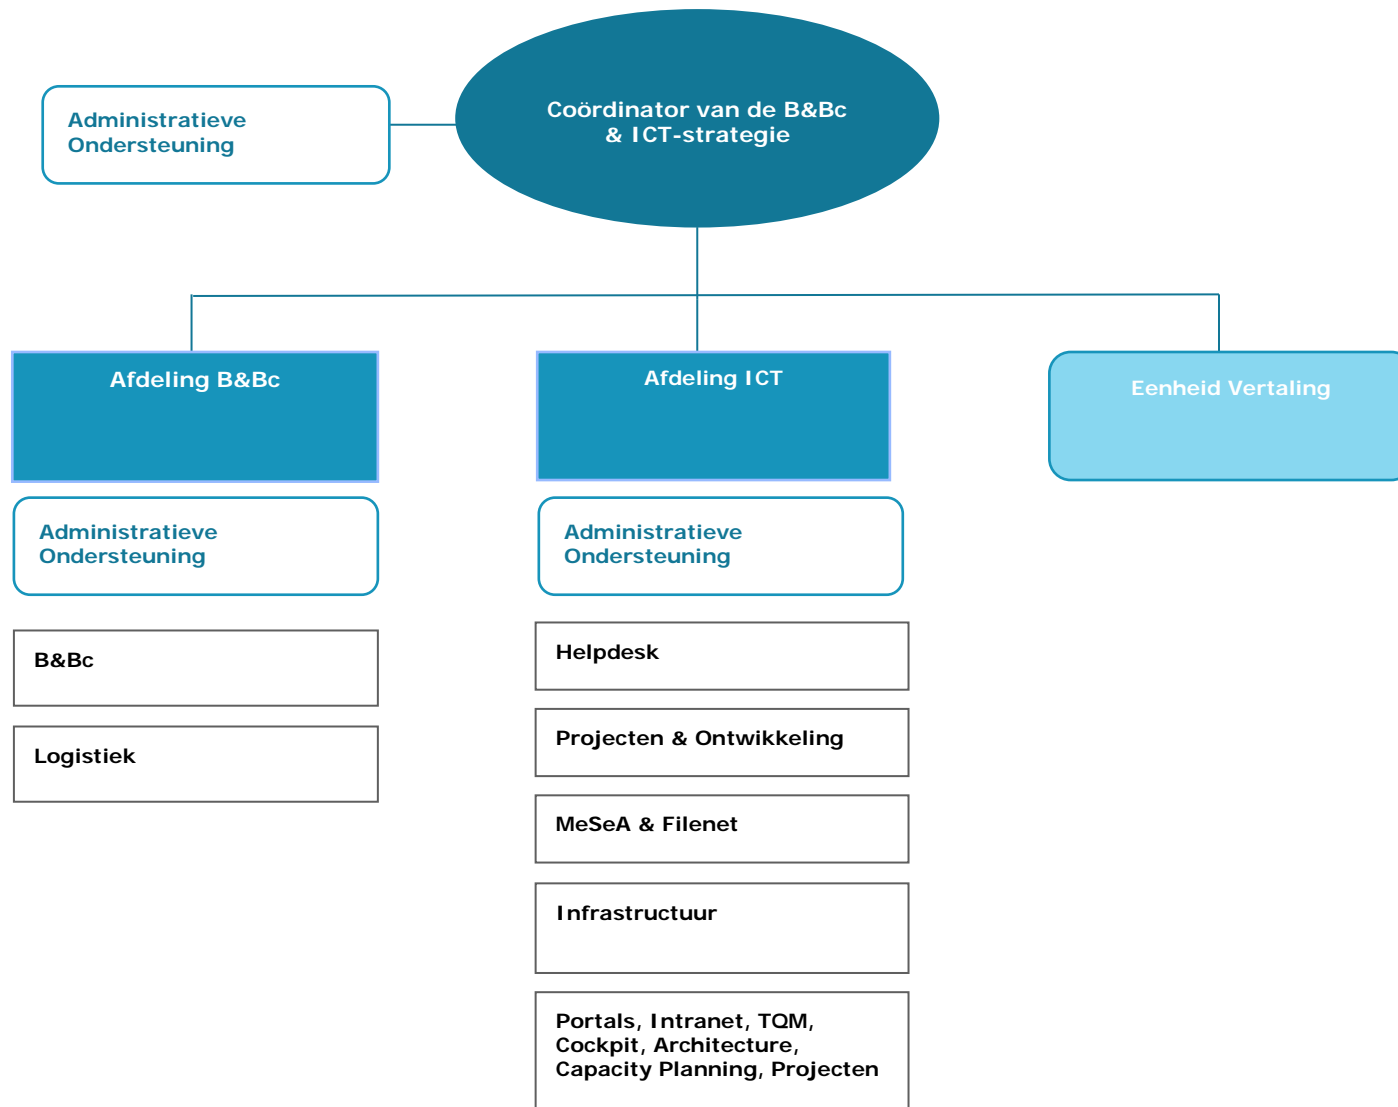 Coördinator van de B&Bc
& ICT-strategie
Administratieve
Ondersteuning
Afdeling B&Bc
Afdeling ICT
Eenheid Vertaling
Administratieve
Ondersteuning
Administratieve
Ondersteuning
B&Bc
Logistiek
Helpdesk
Projecten & Ontwikkeling
MeSeA & Filenet
Infrastructuur
Portals, Intranet, TQM,
Cockpit, Architecture,
Capacity Planning, Projecten